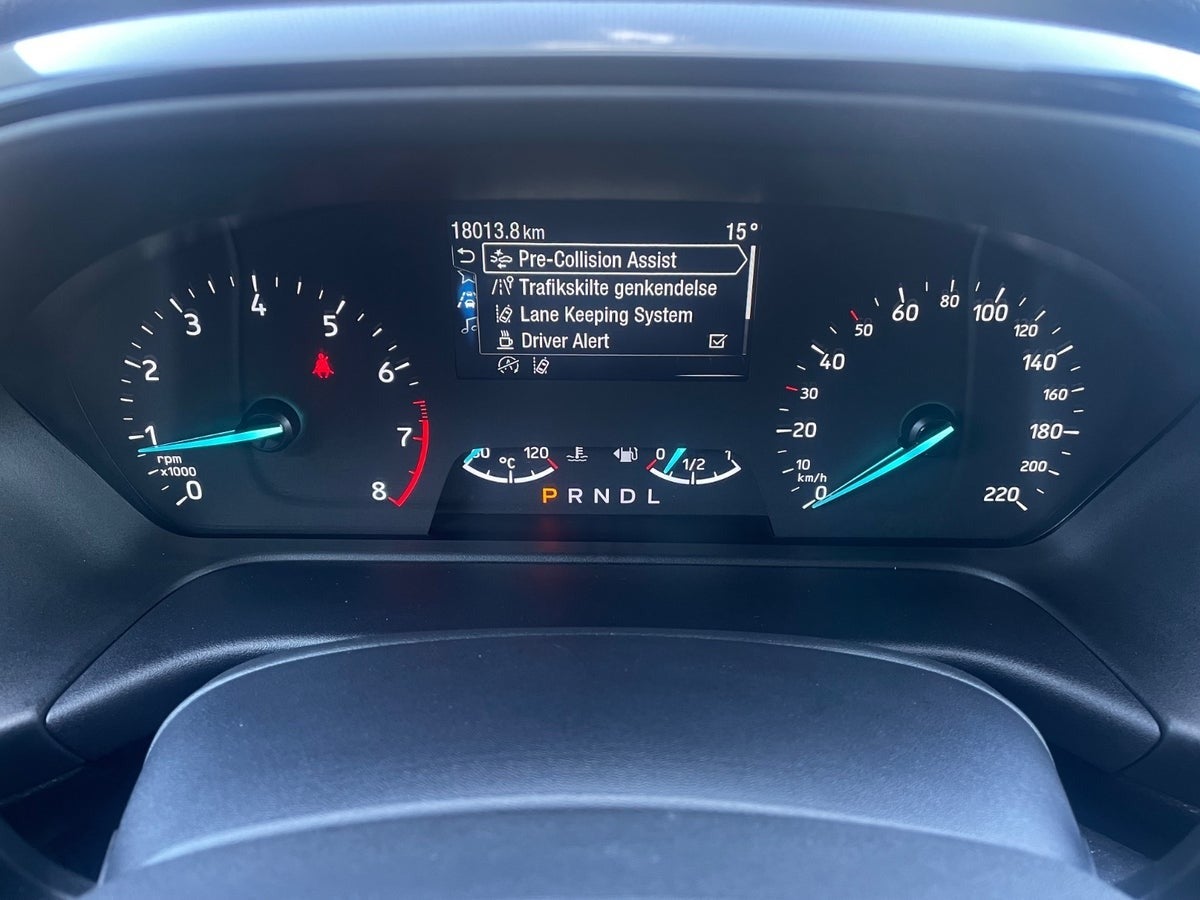 18013.8 km 15°
Pre-Collision Assist
Trafikskilte genkendelse
Lane Keeping System
Driver Alert
0 1 2 3 4 5 6 7 8
rpm
x1000
°C 120
0 1/2 1
P R N D L
0 10 20 30 40 50 60 80 100 120 140 160 180 200 220
km/h